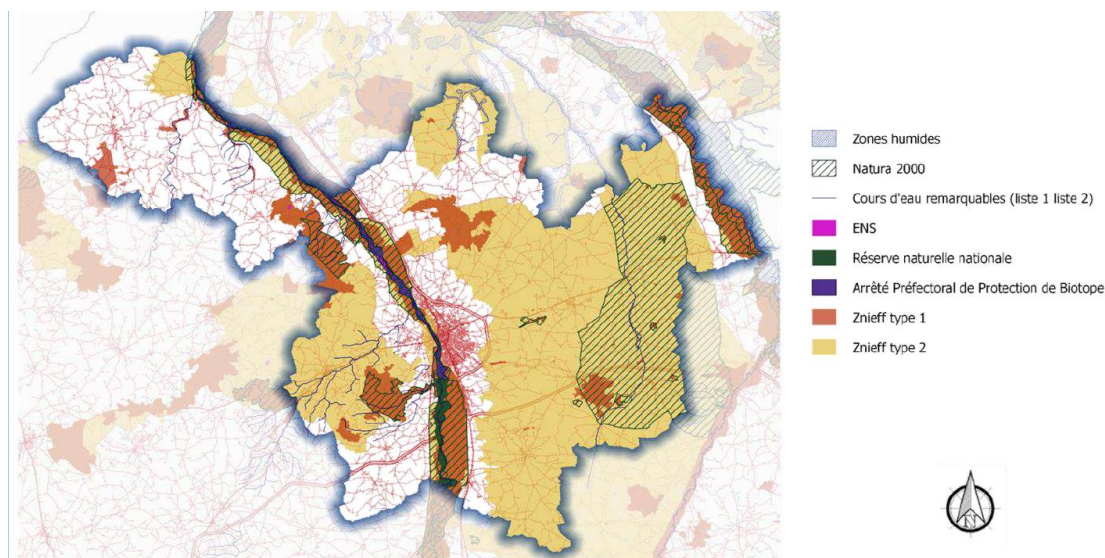 Zones humides
Natura 2000
Cours d'eau remarquables (liste 1 liste 2)
ENS
Réserve naturelle nationale
Arrêté Préfectoral de Protection de Biotope
Znieff type 1
Znieff type 2
N